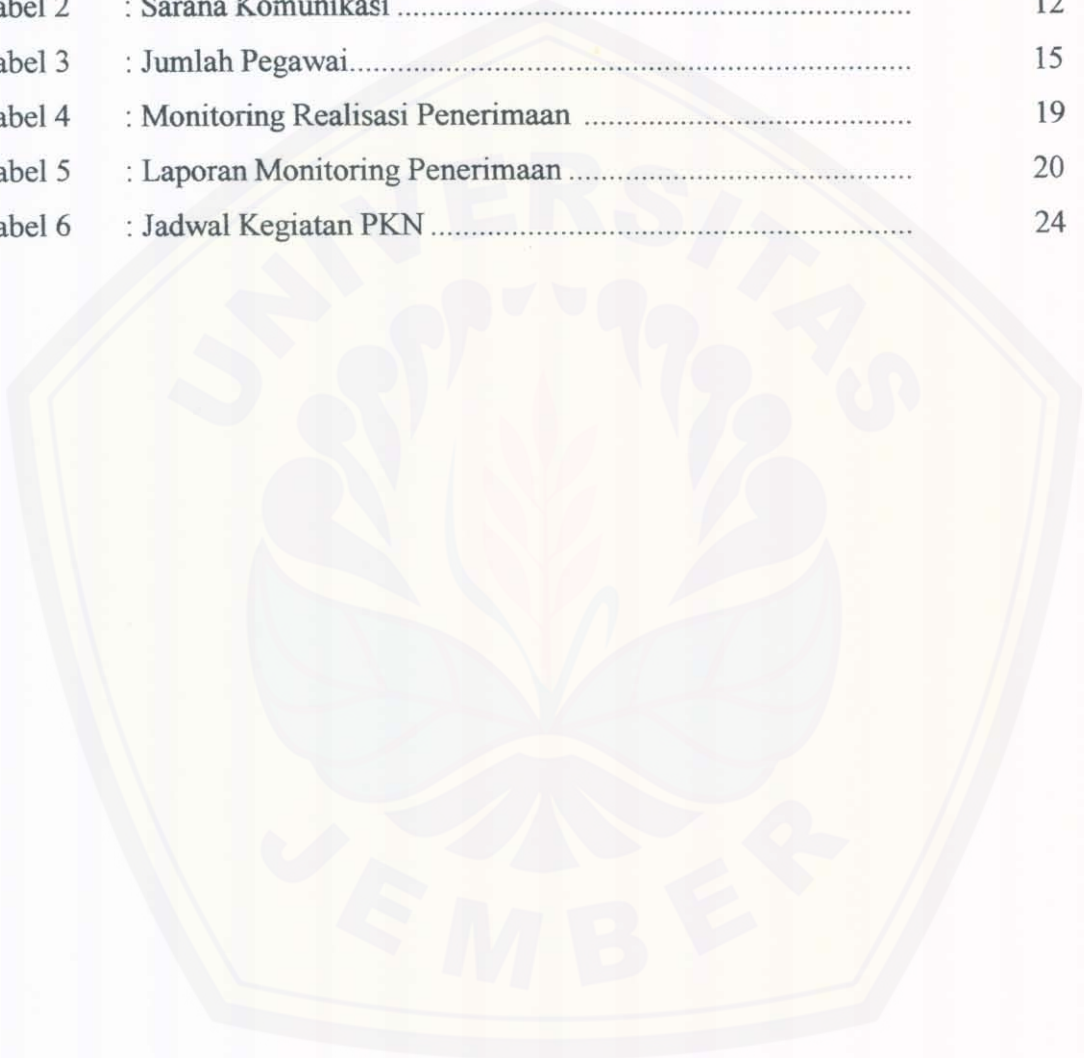 abel 2 : Sarana Komunikasi ........................................................................ 12
abel 3 : Jumlah Pegawai........................................................................ 15
abel 4 : Monitoring Realisasi Penerimaan ................................................ 19
abel 5 : Laporan Monitoring Penerimaan .................................................. 20
abel 6 : Jadwal Kegiatan PKN ...................................................................... 24
UNIVERSITAS
JEMBER